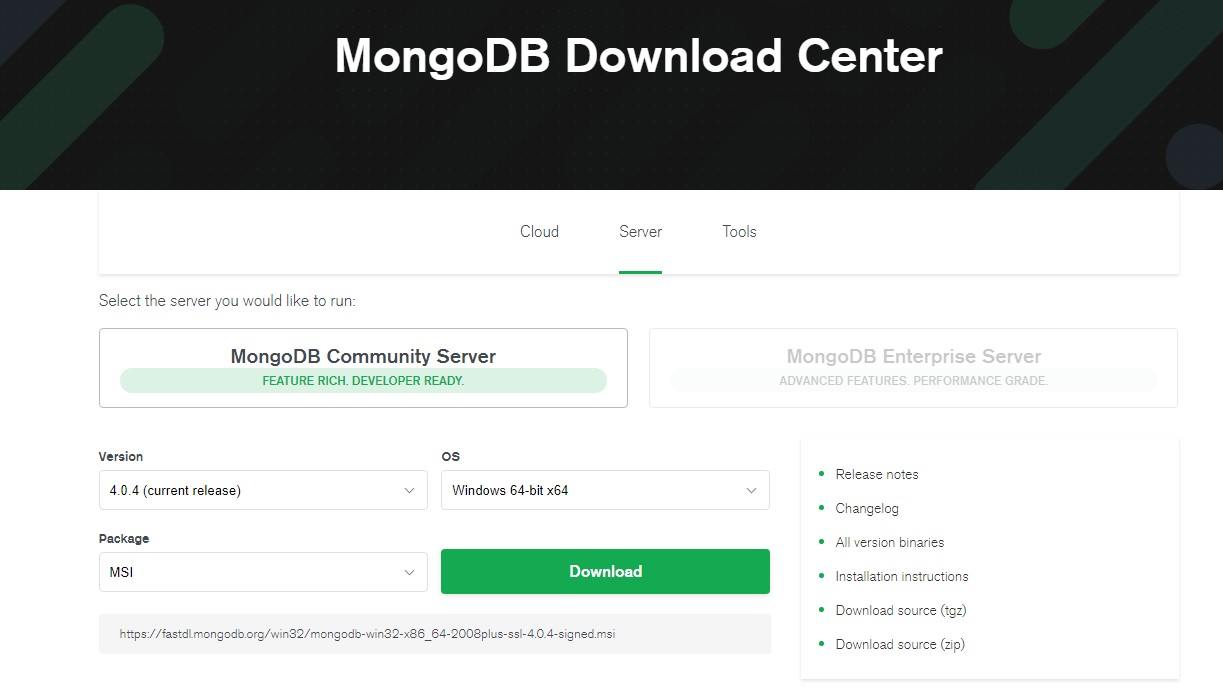 MongoDB Download Center
Cloud
Server
Tools
Select the server you would like to run:
MongoDB Community Server
FEATURE RICH. DEVELOPER READY.
MongoDB Enterprise Server
ADVANCED FEATURES. PERFORMANCE GRADE.
Version
4.0.4 (current release)
OS
Windows 64-bit x64
Package
MSI
Download
https://fastdl.mongodb.org/win32/mongodb-win32-x86_64-2008plus-ssl-4.0.4-signed.msi
Release notes
Changelog
All version binaries
Installation instructions
Download source (tgz)
Download source (zip)